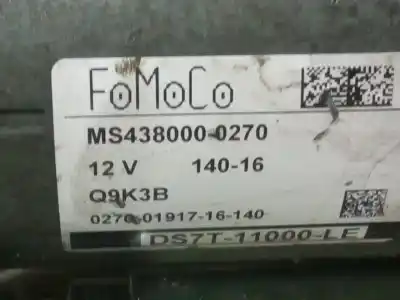 FoMoCo
MS438000-0270
12 V 140-16
Q9K3B
0270-01917-16-140
DS7T-11000-LE